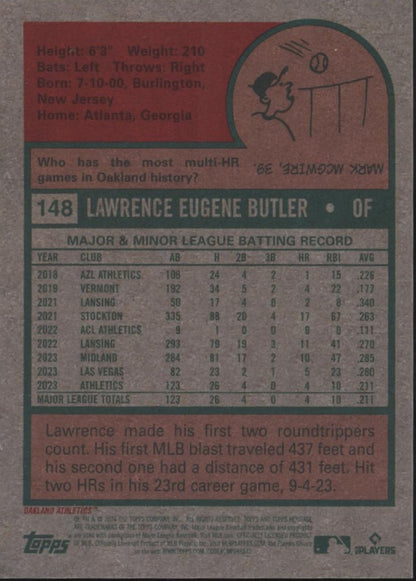 Height: 6'3" Weight: 210
Bats: Left Throws: Right
Born: 7-10-00, Burlington,
New Jersey
Home: Atlanta, Georgia
MARK MCGWIRE, 39.
Who has the most multi-HR
games in Oakland history?
148 LAWRENCE EUGENE BUTLER • OF
MAJOR & MINOR LEAGUE BATTING RECORD
YEAR CLUB AB H 2B 3B HR RBI AVG
2018 AZL ATHLETICS 106 24 4 2 1 15 .226
2019 VERMONT 192 34 5 2 4 22 .177
2021 LANSING 50 17 4 0 2 8 .340
2021 STOCKTON 335 88 20 4 17 67 .263
2022 ACL ATHLETICS 9 1 0 0 0 0 .111
2022 LANSING 293 79 19 3 11 41 .270
2023 MIDLAND 284 81 17 2 10 47 .285
2023 LAS VEGAS 82 23 2 1 5 23 .280
2023 ATHLETICS 123 26 4 0 4 10 .211
MAJOR LEAGUE TOTALS 123 26 4 0 4 10 .211
Lawrence made his first two roundtrippers
count. His first MLB blast traveled 437 feet and
his second one had a distance of 431 feet. Hit
two HRs in his 23rd career game, 9-4-23.
OAKLAND ATHLETICS
Topps
PLAYERS